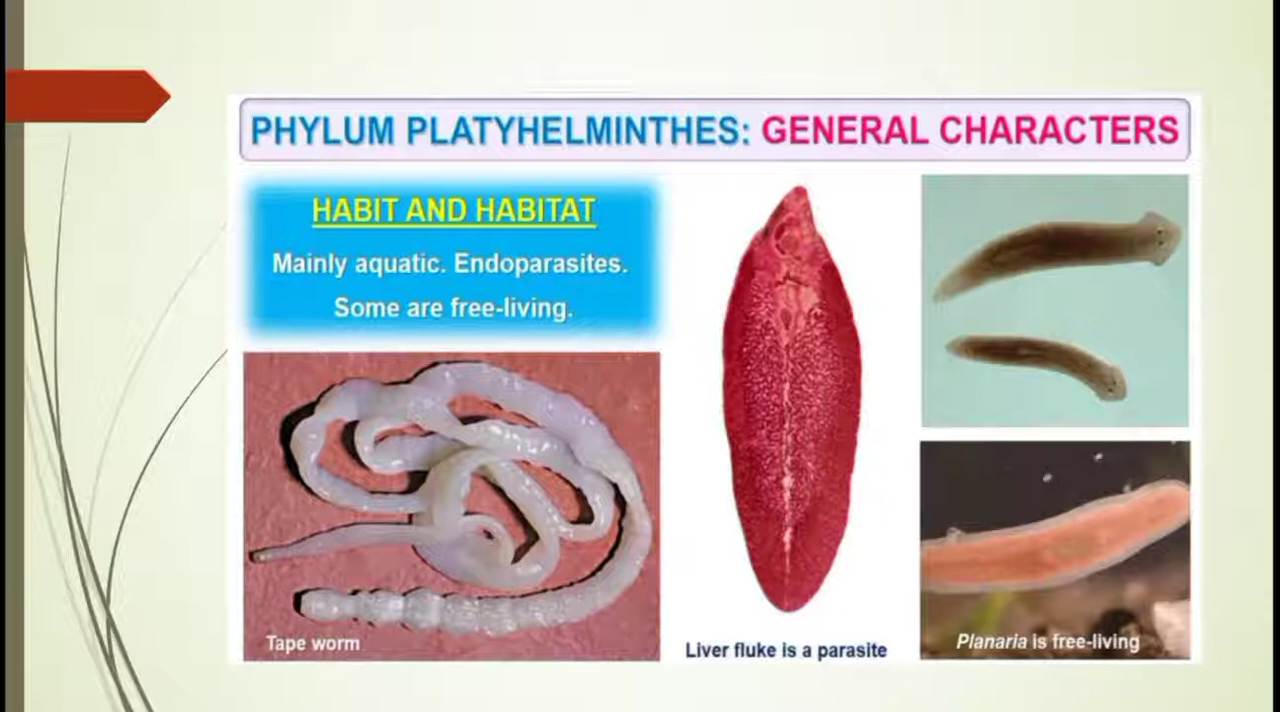 PHYLUM PLATYHELMINTHES: GENERAL CHARACTERS
HABIT AND HABITAT
Mainly aquatic. Endoparasites.
Some are free-living.
Tape worm
Liver fluke is a parasite
Planaria is free-living